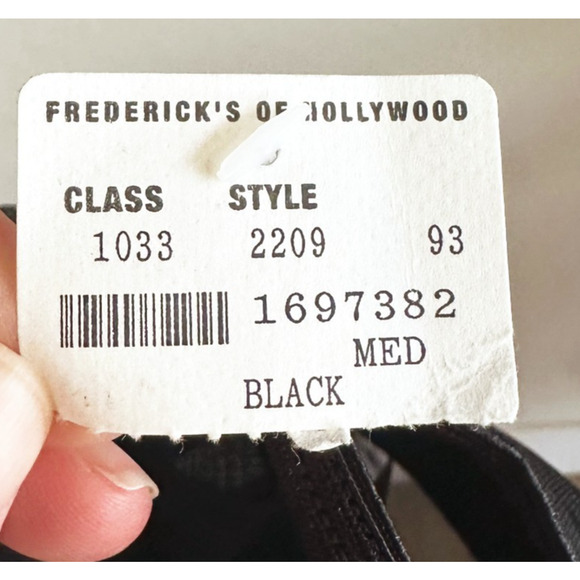 FREDERICK'S OF HOLLYWOOD
CLASS STYLE
1033 2209 93
1697382
MED
BLACK